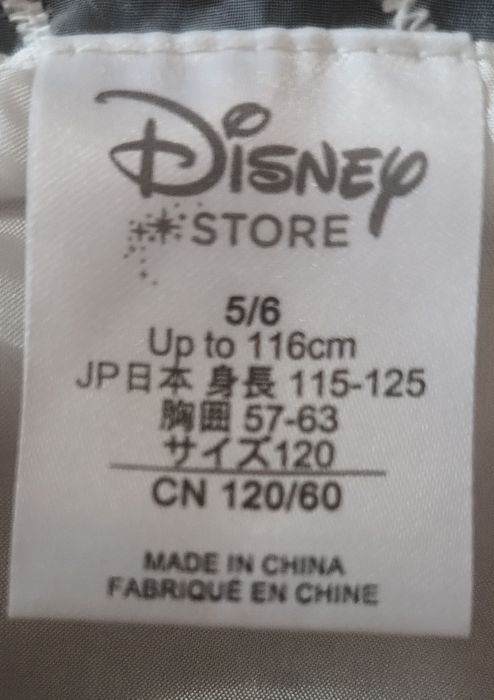 Disney
STORE
5/6
Up to 116cm
JP日本 身長 115-125
胸囲 57-63
サイズ120
CN 120/60
MADE IN CHINA
FABRIQUÉ EN CHINE